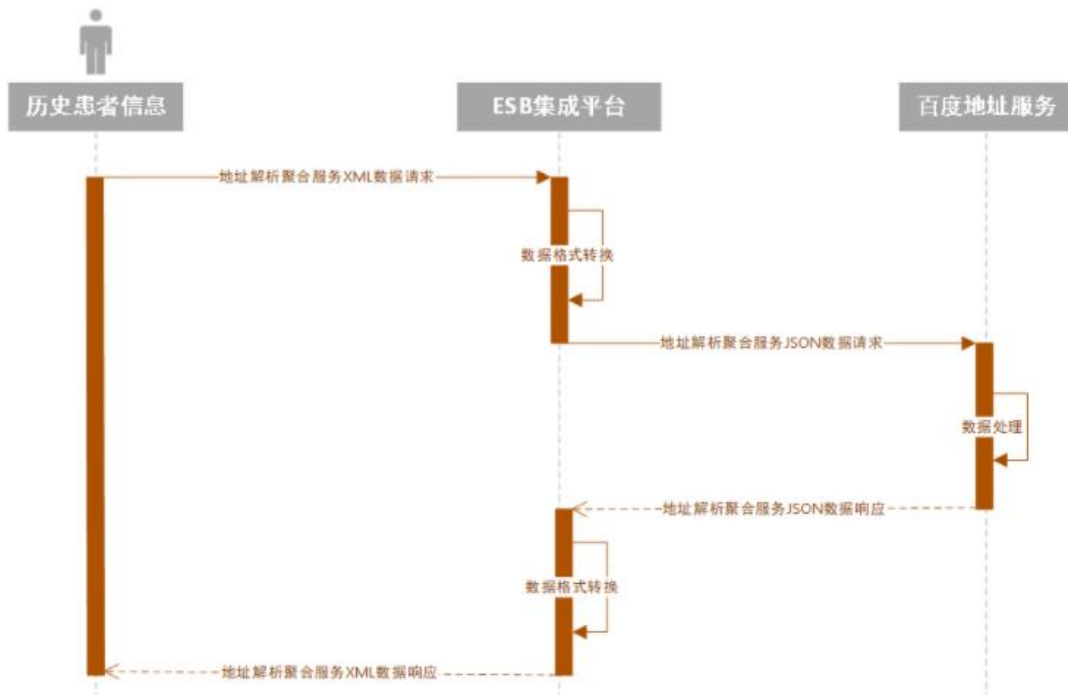 历史患者信息
ESB集成平台
百度地址服务
地址解析聚合服务XML数据请求
数据格式转换
地址解析聚合服务JSON数据请求
数据处理
地址解析聚合服务JSON数据响应
数据格式转换
地址解析聚合服务XML数据响应